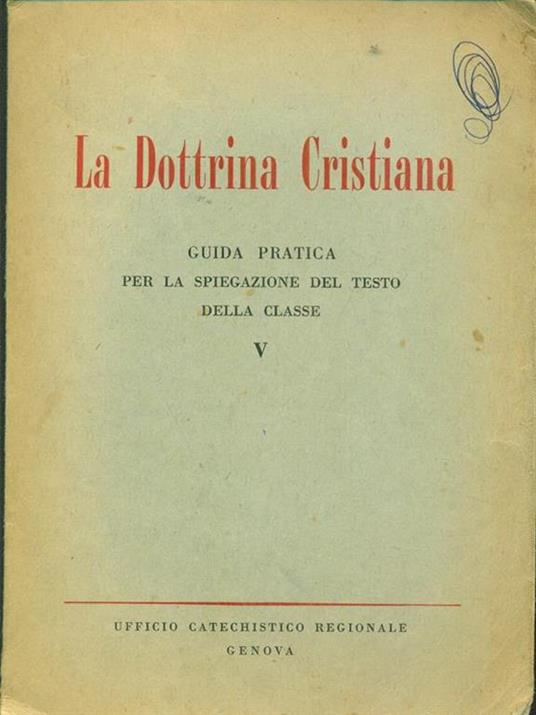 La Dottrina Cristiana
GUIDA PRATICA
PER LA SPIEGAZIONE DEL TESTO
DELLA CLASSE
V
UFFICIO CATECHISTICO REGIONALE
GENOVA